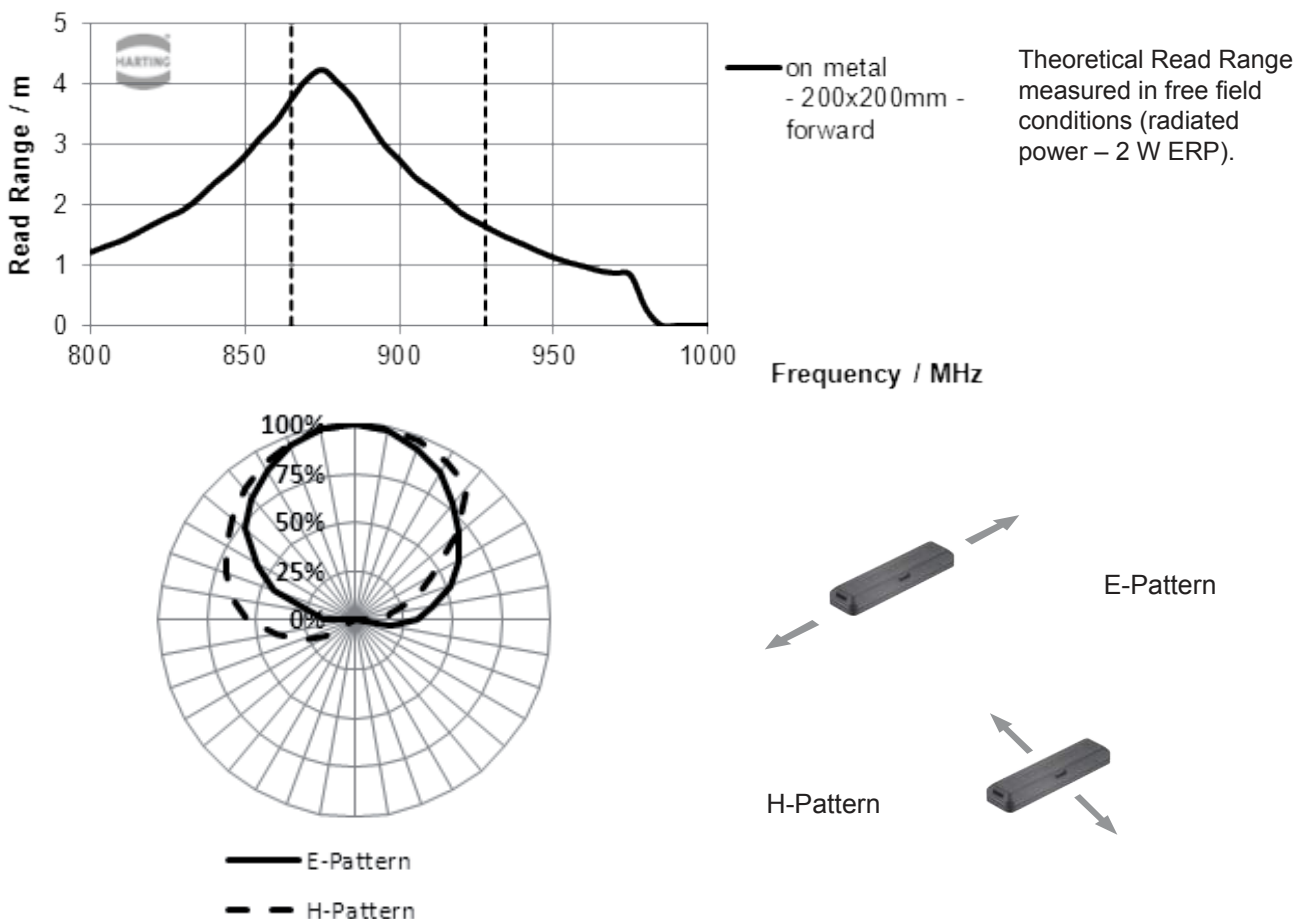 5
4
3
2
1
0
Read Range / m
HARTING
800
850
900
950
1000
Frequency / MHz
on metal
- 200x200mm -
forward
Theoretical Read Range
measured in free field
conditions (radiated
power – 2 W ERP).
100%
75%
50%
25%
0%
E-Pattern
H-Pattern
E-Pattern
H-Pattern